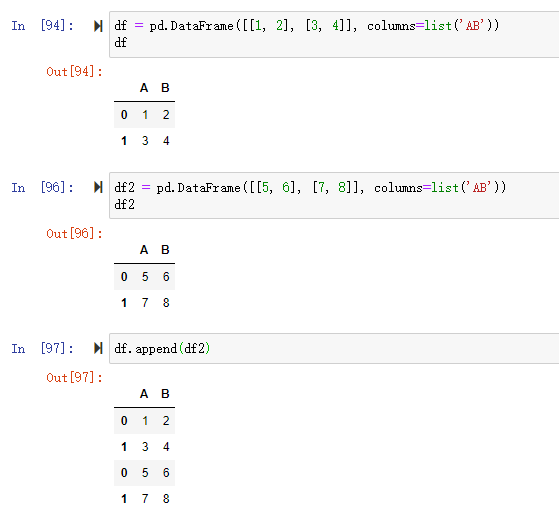 In [94]: df = pd.DataFrame([[1, 2], [3, 4]], columns=list('AB'))
df
Out[94]:
A B
0 1 2
1 3 4
In [96]: df2 = pd.DataFrame([[5, 6], [7, 8]], columns=list('AB'))
df2
Out[96]:
A B
0 5 6
1 7 8
In [97]: df.append(df2)
Out[97]:
A B
0 1 2
1 3 4
0 5 6
1 7 8